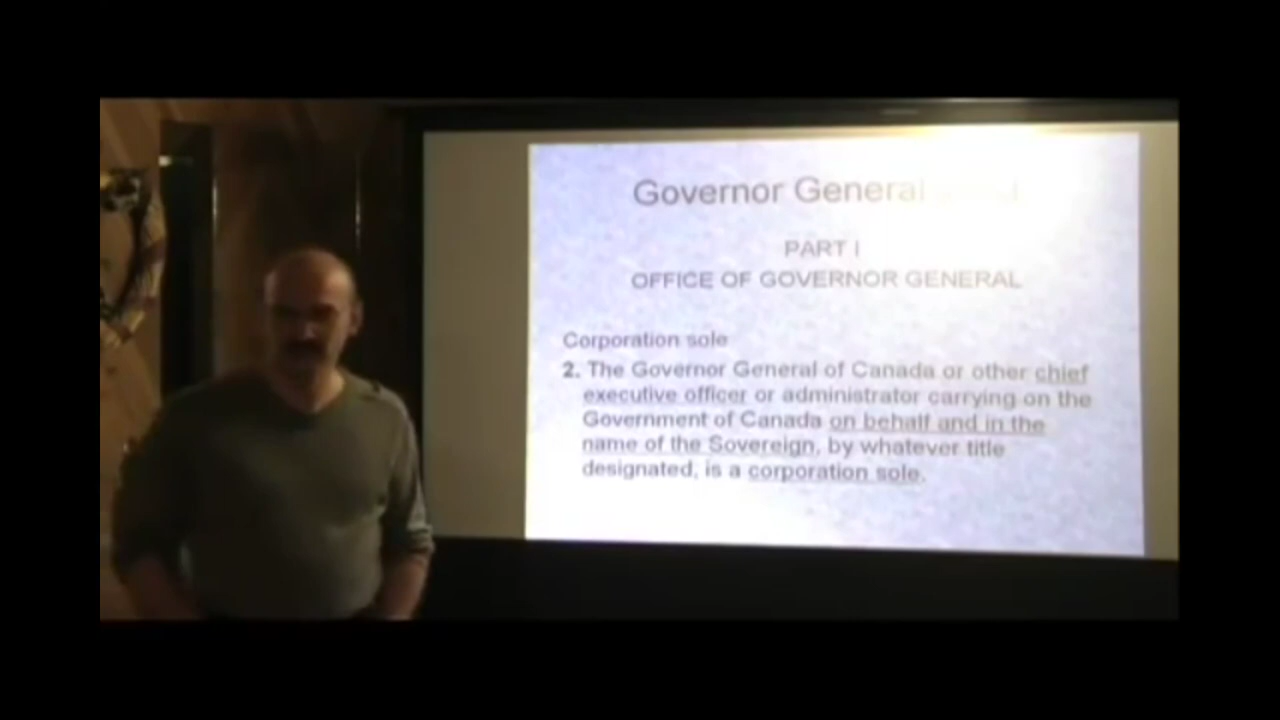 Governor General
PART I
OFFICE OF GOVERNOR GENERAL
Corporation sole
2. The Governor General of Canada or other chief
executive officer or administrator carrying on the
Government of Canada on behalf and in the
name of the Sovereign, by whatever title
designated, is a corporation sole.